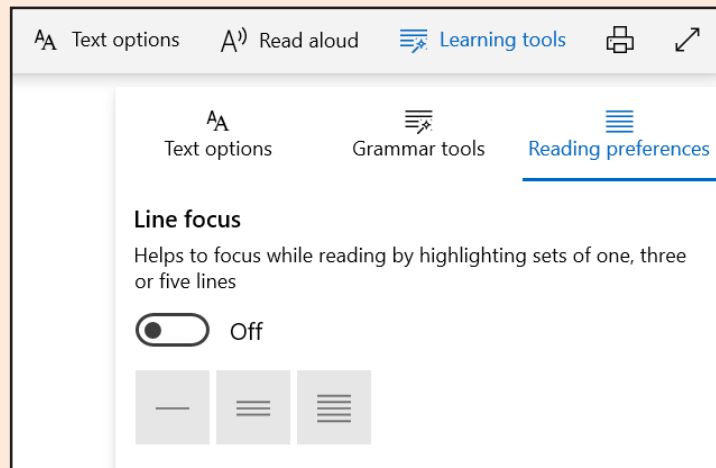 Text options Read aloud Learning tools
Text options Grammar tools Reading preferences
Line focus
Helps to focus while reading by highlighting sets of one, three
or five lines
Off